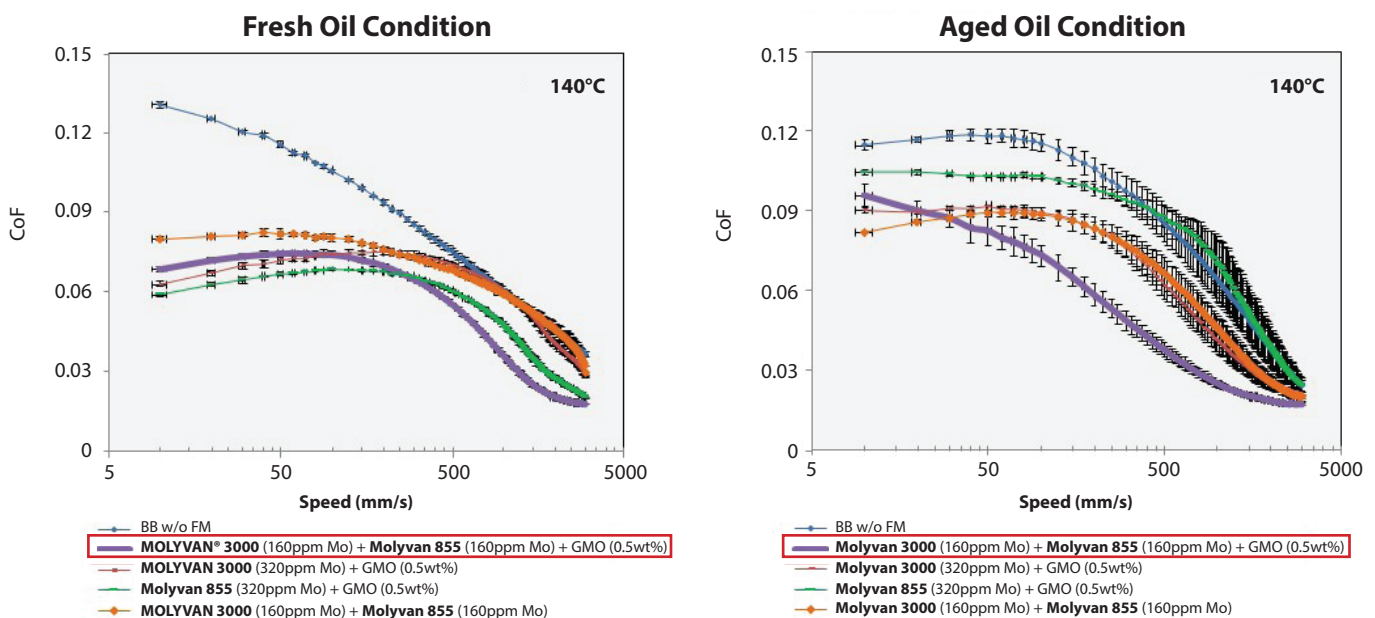 Fresh Oil Condition
0.15
0.12
0.09
0.06
0.03
0
CoF
140°C
5
50
500
5000
Speed (mm/s)
BB w/o FM
MOLYVAN® 3000 (160ppm Mo) + Molyvan 855 (160ppm Mo) + GMO (0.5wt%)
MOLYVAN 3000 (320ppm Mo) + GMO (0.5wt%)
Molyvan 855 (320ppm Mo) + GMO (0.5wt%)
MOLYVAN 3000 (160ppm Mo) + Molyvan 855 (160ppm Mo)
Aged Oil Condition
0.15
0.12
0.09
0.06
0.03
0
CoF
140°C
5
50
500
5000
Speed (mm/s)
BB w/o FM
Molyvan 3000 (160ppm Mo) + Molyvan 855 (160ppm Mo) + GMO (0.5wt%)
Molyvan 3000 (320ppm Mo) + GMO (0.5wt%)
Molyvan 855 (320ppm Mo) + GMO (0.5wt%)
Molyvan 3000 (160ppm Mo) + Molyvan 855 (160ppm Mo)